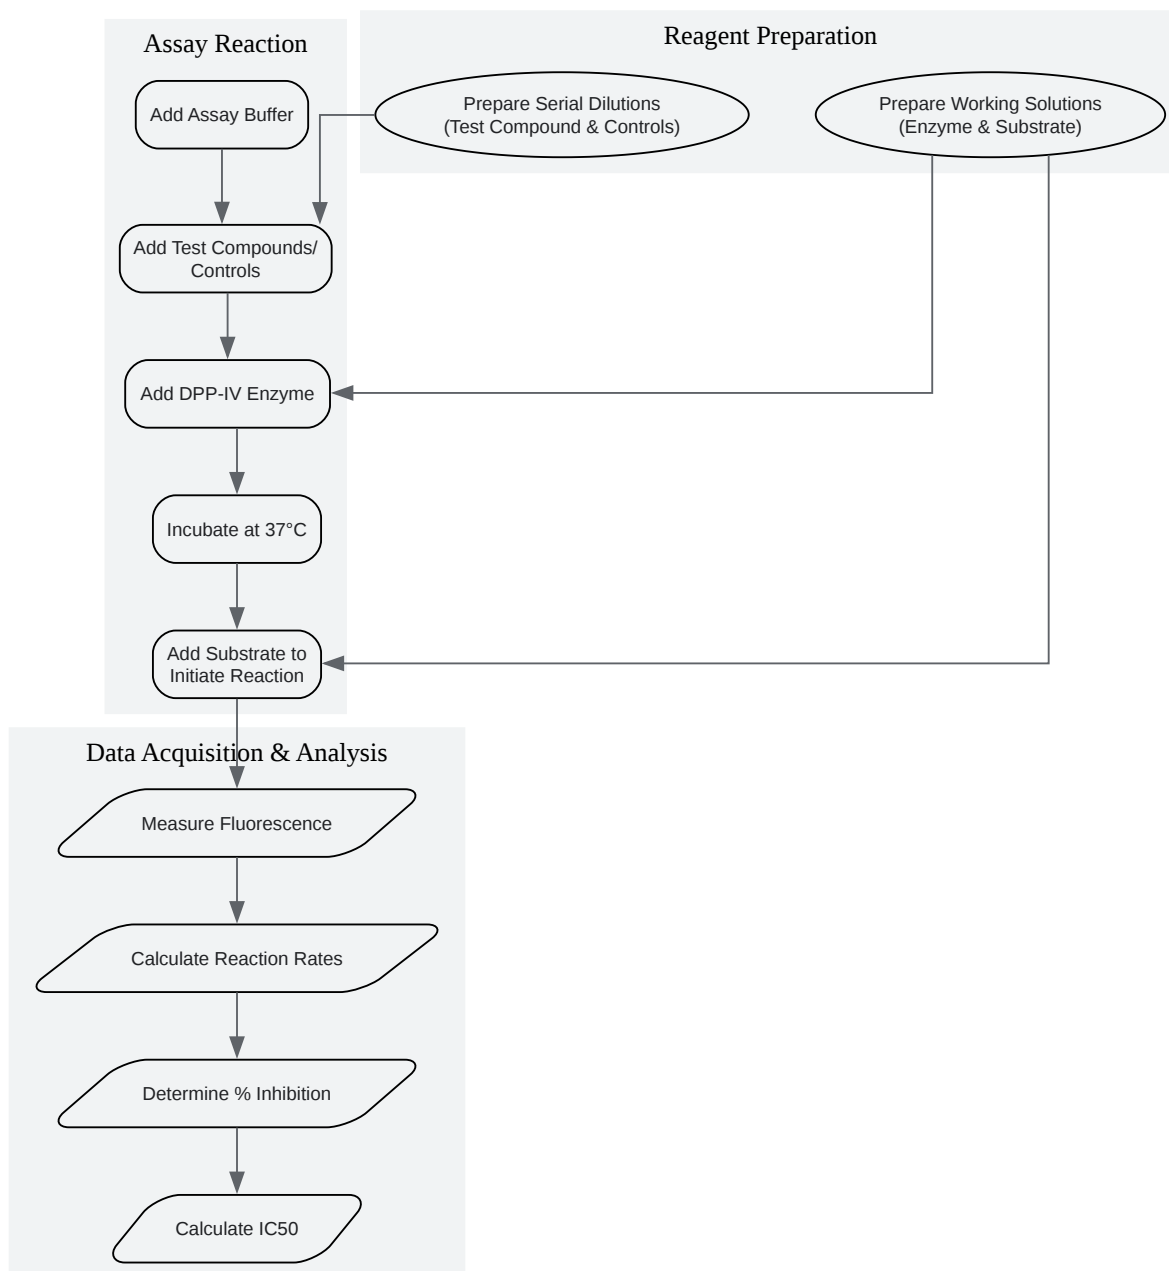 Assay Reaction
Reagent Preparation
Add Assay Buffer
Prepare Serial Dilutions
(Test Compound & Controls)
Prepare Working Solutions
(Enzyme & Substrate)
Add Test Compounds/
Controls
Add DPP-IV Enzyme
Incubate at 37°C
Add Substrate to
Initiate Reaction
Data Acquisition & Analysis
Measure Fluorescence
Calculate Reaction Rates
Determine % Inhibition
Calculate IC50